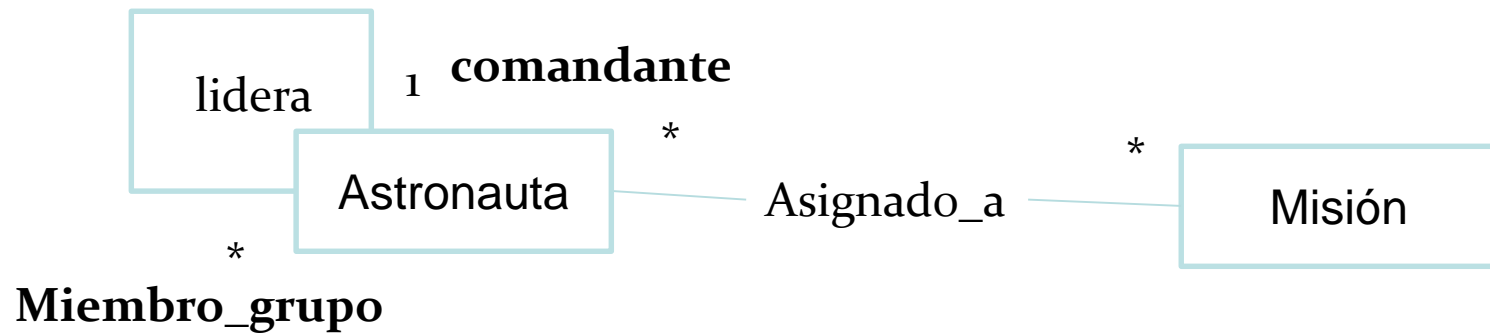 lidera
1 comandante
*
*
Astronauta
Asignado_a
Misión
*
Miembro_grupo